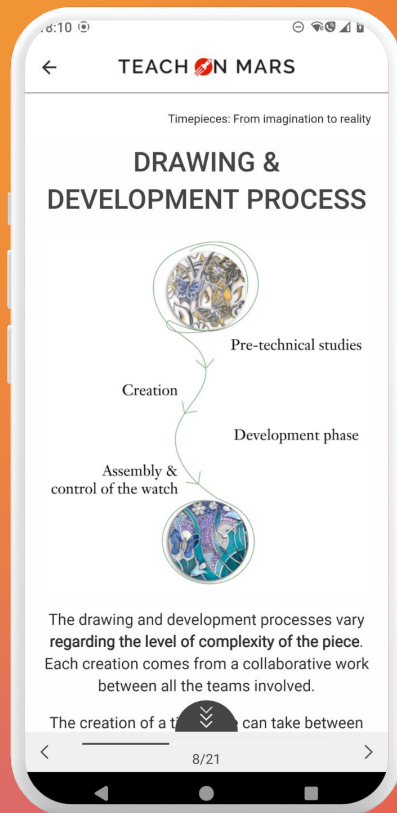 8:10
TEACH ON MARS
Timepieces: From imagination to reality
DRAWING &
DEVELOPMENT PROCESS
Pre-technical studies
Creation
Development phase
Assembly &
control of the watch
The drawing and development processes vary
regarding the level of complexity of the piece.
Each creation comes from a collaborative work
between all the teams involved.
The creation of a can take between
8/21